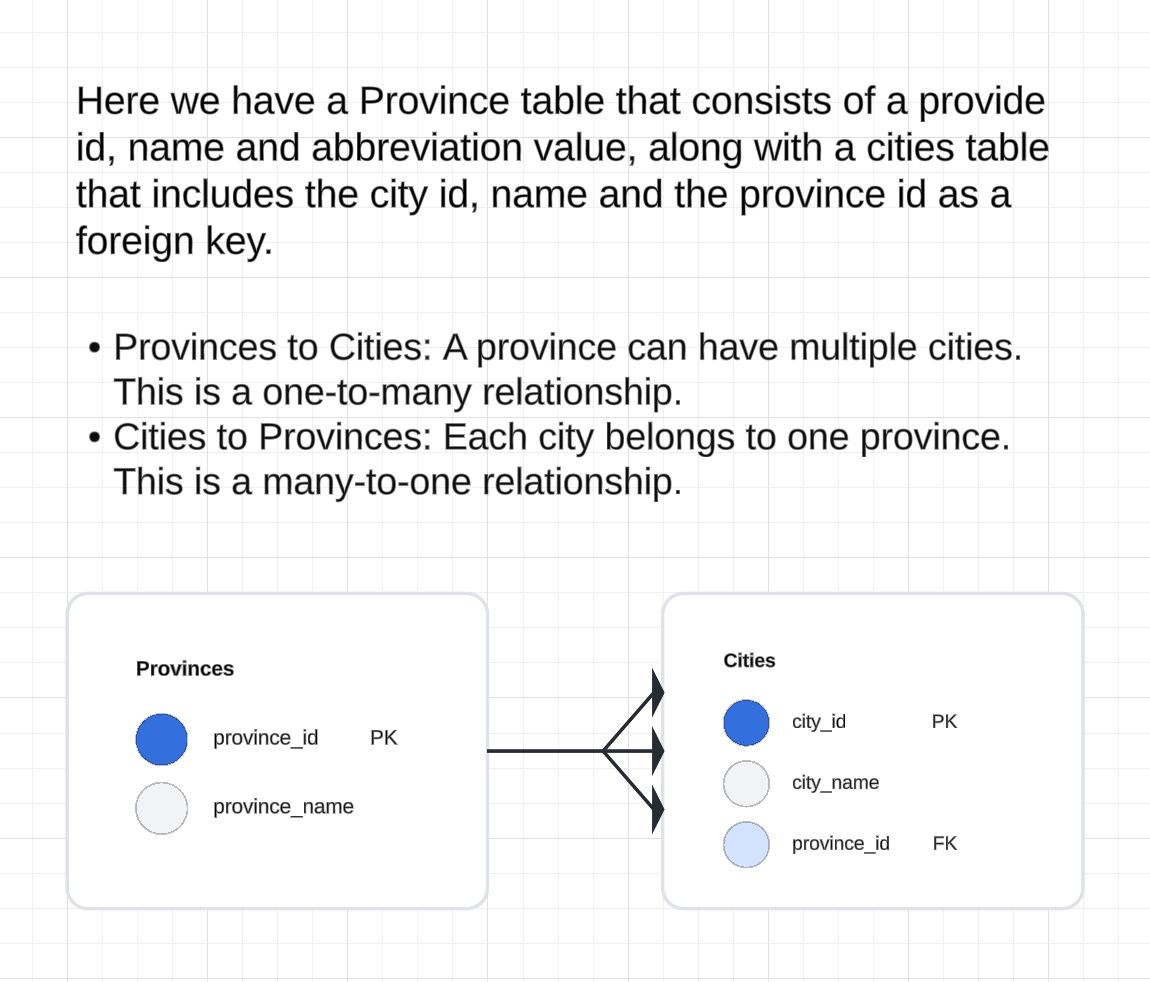 Here we have a Province table that consists of a provide
id, name and abbreviation value, along with a cities table
that includes the city id, name and the province id as a
foreign key.
• Provinces to Cities: A province can have multiple cities.
This is a one-to-many relationship.
• Cities to Provinces: Each city belongs to one province.
This is a many-to-one relationship.
Provinces
province_id PK
province_name
Cities
city_id PK
city_name
province_id FK